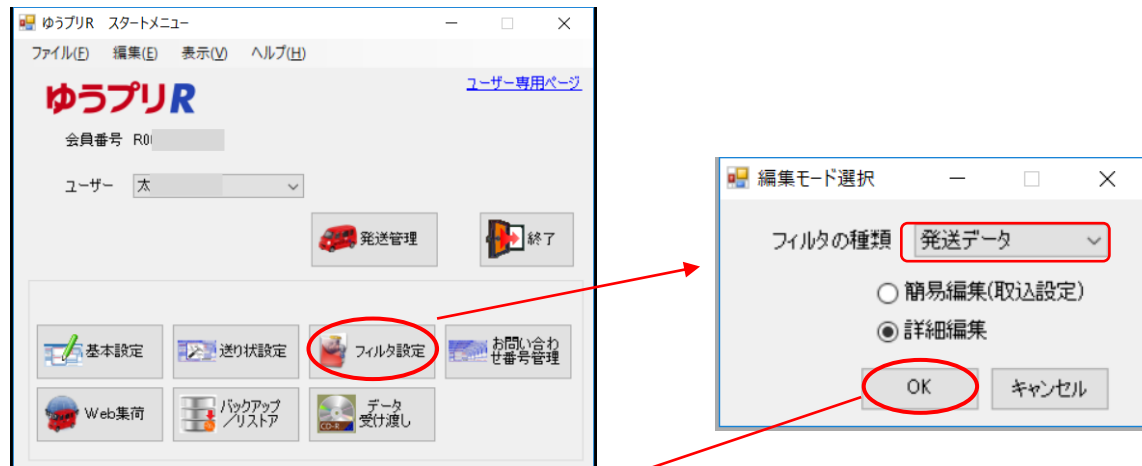 ゆうプリR スタートメニュー
ファイル(F) 編集(E) 表示(V) ヘルプ(H)
ユーザー専用ページ
ゆうプリR
会員番号 R0
ユーザー 太
発送管理
終了
基本設定
送り状設定
フィルタ設定
お問い合わ
せ番号管理
Web集荷
バックアップ
/リストア
CD-R
データ
受け渡し
編集モード選択
フィルタの種類 発送データ
簡易編集(取込設定)
詳細編集
OK キャンセル